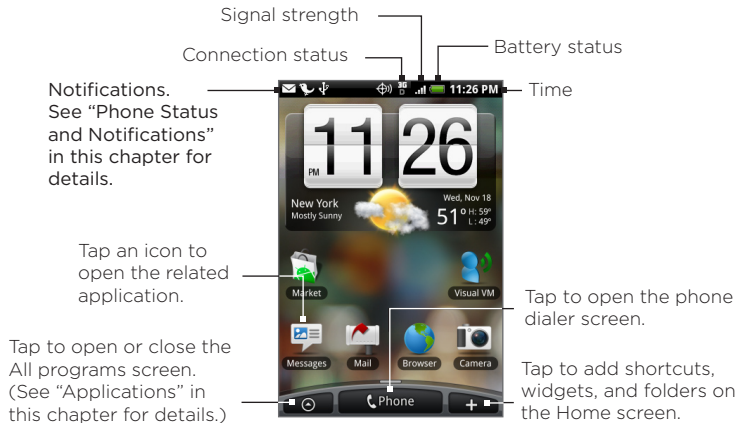 Signal strength
Connection status
Battery status
Notifications.
See “Phone Status
and Notifications”
in this chapter for
details.
3G
D
11:26 PM
Time
11 26
PM
New York
Mostly Sunny
Wed, Nov 18
51° H: 59°
L: 49°
Tap an icon to
open the related
application.
Market
Visual VM
Tap to open the phone
dialer screen.
Messages
Mail
Browser
Camera
Tap to open or close the
All programs screen.
(See “Applications” in
this chapter for details.)
Phone
Tap to add shortcuts,
widgets, and folders on
the Home screen.